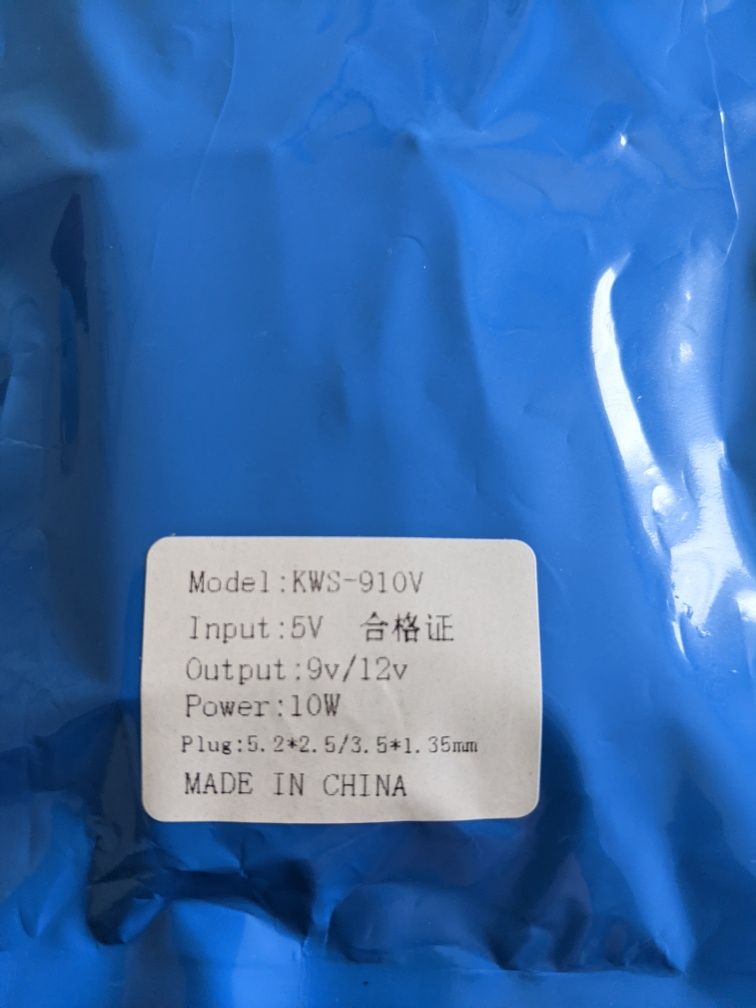 Model:KWS-910V
Input:5V 合格证
Output:9v/12v
Power:10W
Plug:5.2*2.5/3.5*1.35mm
MADE IN CHINA